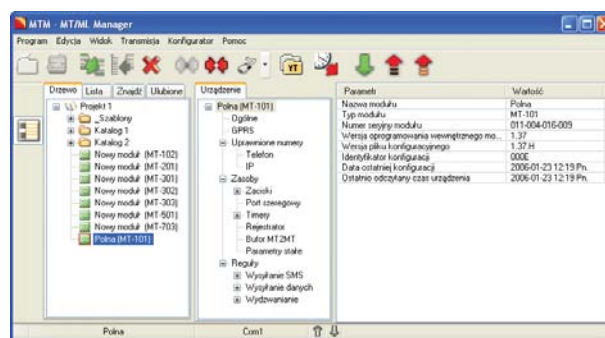 MTM - MT/ML Manager
Program Edycja Widok Transmisja Konfigurator Pomoc
YT
Drzewo Lista Znajdź Ulubione
Projekt 1
_Szablony
Katalog 1
Katalog 2
Nowy moduł (MT-102)
Nowy moduł (MT-201)
Nowy moduł (MT-301)
Nowy moduł (MT-302)
Nowy moduł (MT-303)
Nowy moduł (MT-501)
Nowy moduł (MT-703)
Polna (MT-101)
Urządzenie
Polna (MT-101)
Ogólne
GPRS
Uprawnione numery
Telefon
IP
Zasoby
Zaciski
Port szeregowy
Timery
Rejestrator
Bufor MT2MT
Parametry stałe
Reguły
Wysyłanie SMS
Wysyłanie danych
Wydzwanianie
Parametr Wartość
Nazwa modułu Polna
Typ modułu MT-101
Numer seryjny modułu 011-004-016-009
Wersja oprogramowania wewnętrznego mo... 1.37
Wersja pliku konfiguracyjnego 1.37.H
Identyfikator konfiguracji 000E
Data ostatniej konfiguracji 2006-01-23 12:19 Pn.
Ostatnio odczytany czas urządzenia 2006-01-23 12:19 Pn.
Polna Com1